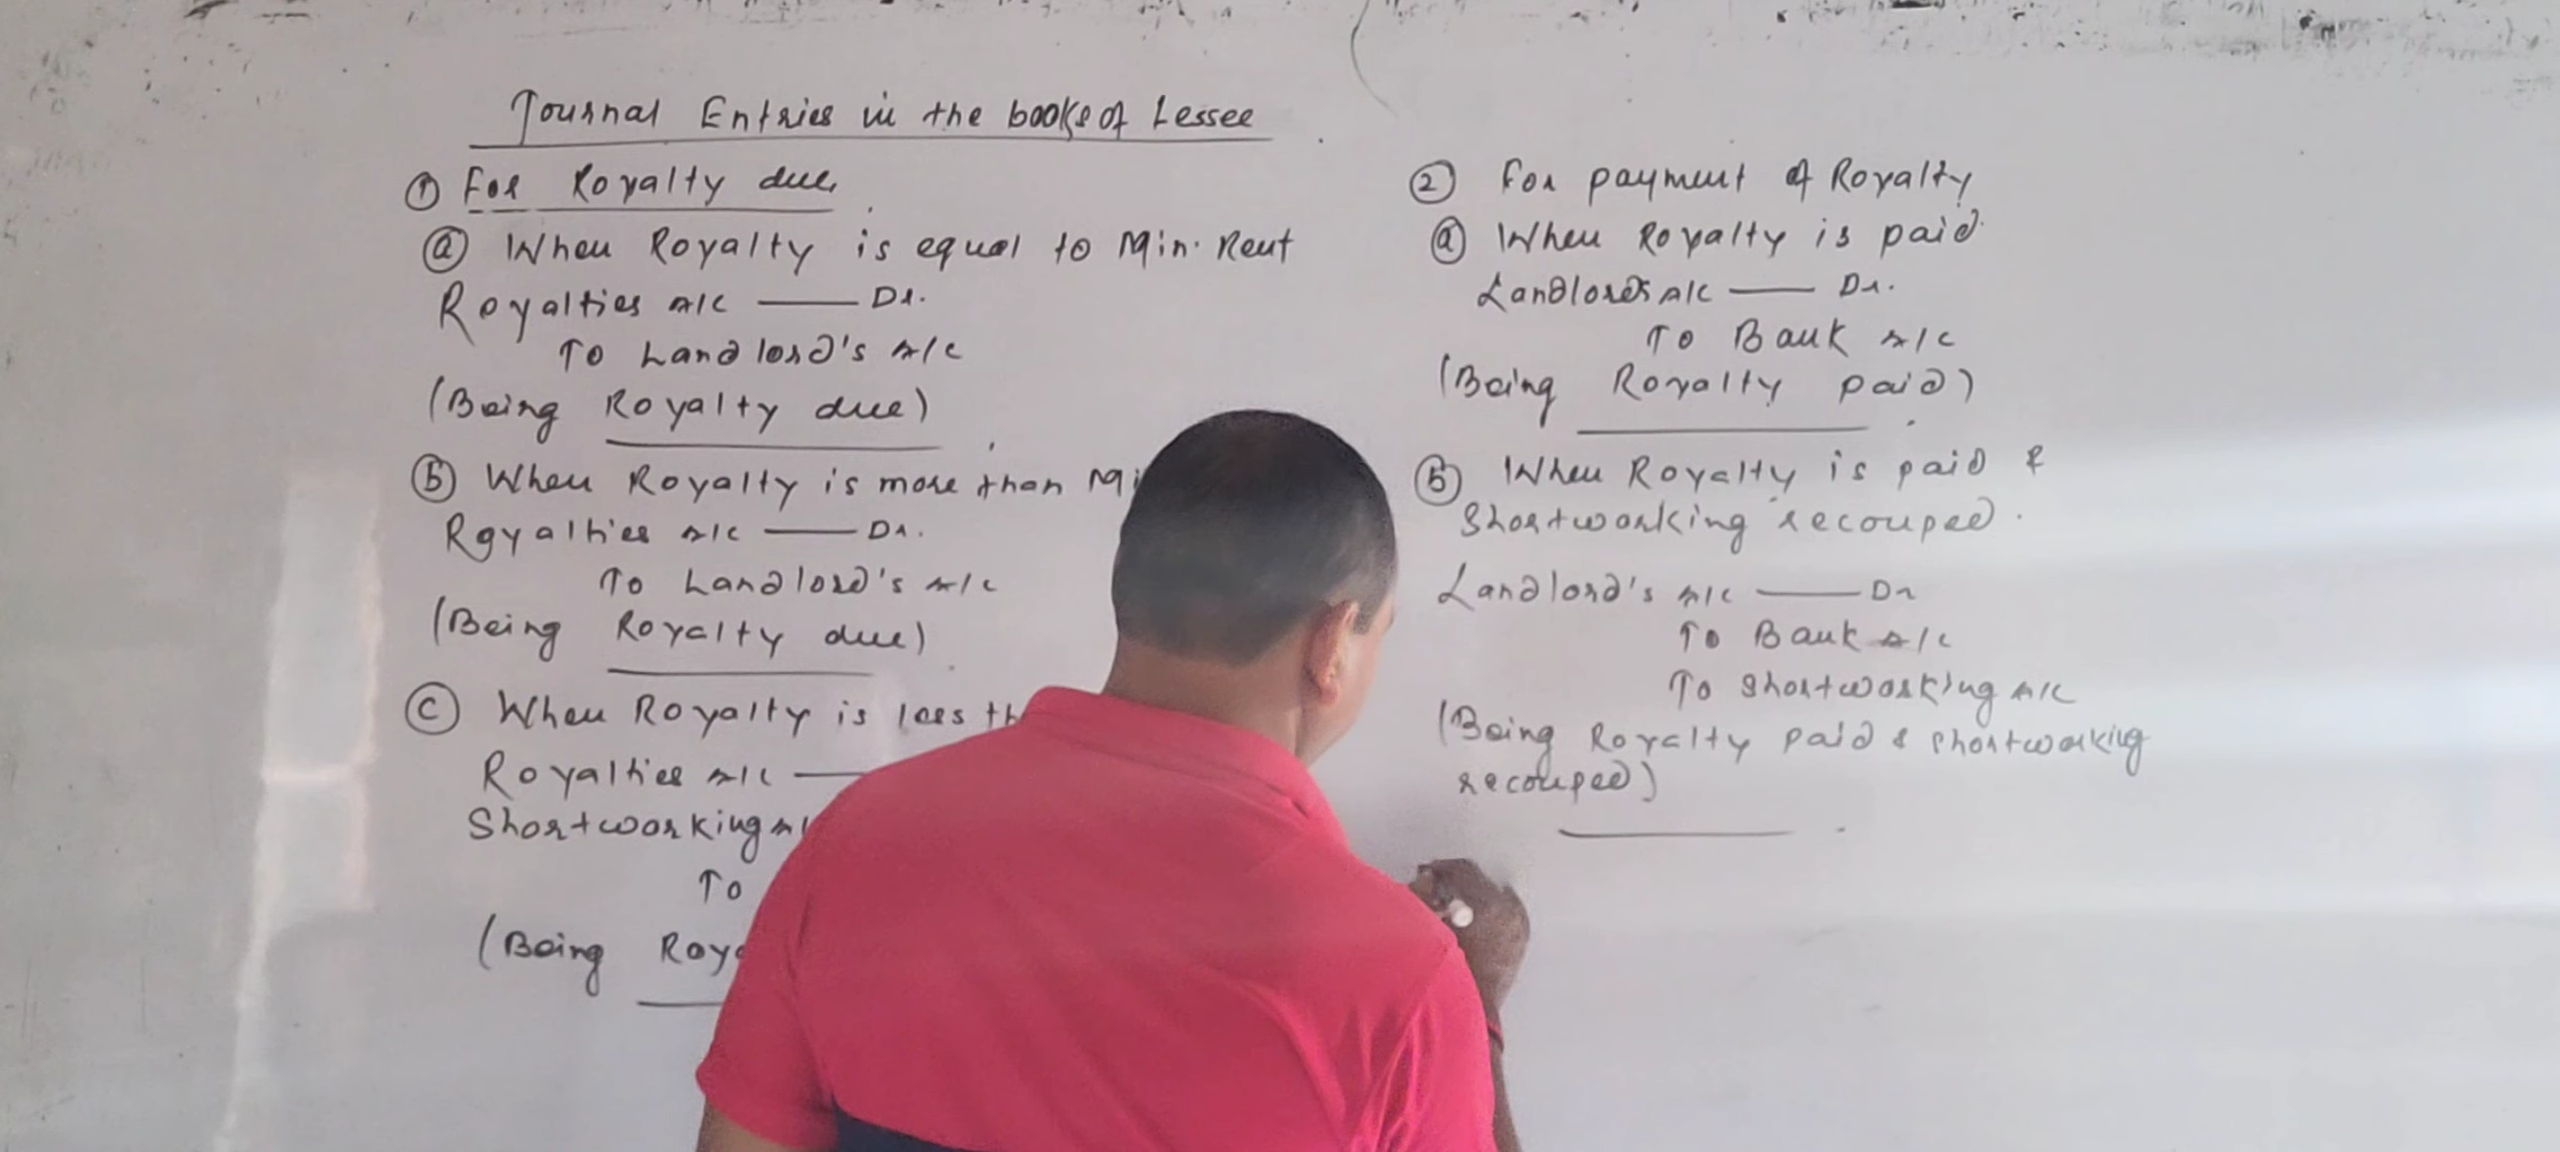 Journal Entries in the books of Lessee
① For Royalty due
ⓐ When Royalty is equal to Min. Rent
Royalties A/C —— Dr.
To Landlord's A/C
(Being Royalty due)
ⓑ When Royalty is more than
Royalties A/C —— Dr.
To Landlord's A/C
(Being Royalty due)
ⓒ When Royalty is less
Royalties A/C ——
Shortworking
To
(Being
② For payment of Royalty
ⓐ When Royalty is paid
Landlord's A/C —— Dr.
To Bank A/C
(Being Royalty paid)
ⓑ When Royalty is paid &
Shortworking recouped.
Landlord's A/C —— Dr
To Bank A/C
To Shortworking A/C
(Being Royalty paid & shortworking
recouped)